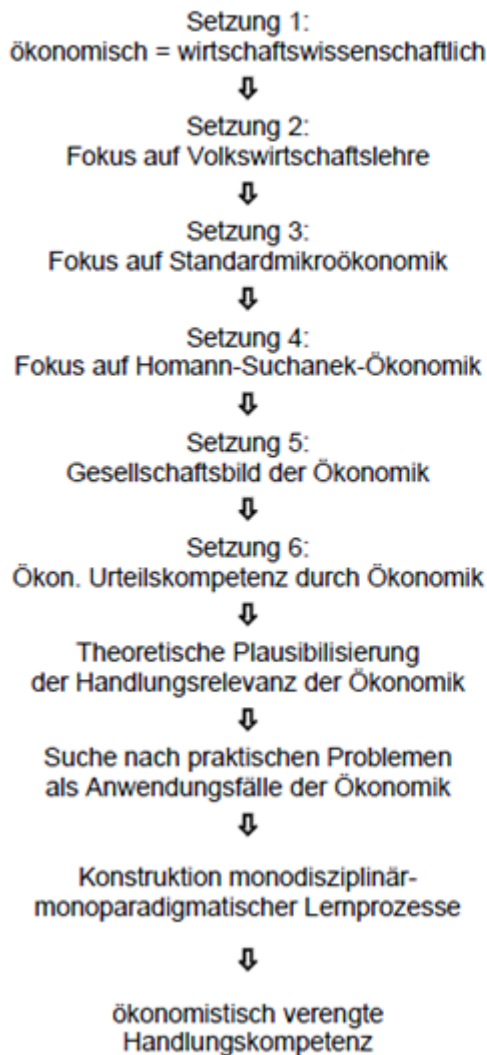 Setzung 1:
ökonomisch = wirtschaftswissenschaftlich
⇩
Setzung 2:
Fokus auf Volkswirtschaftslehre
⇩
Setzung 3:
Fokus auf Standardmikroökonomik
⇩
Setzung 4:
Fokus auf Homann-Suchanek-Ökonomik
⇩
Setzung 5:
Gesellschaftsbild der Ökonomik
⇩
Setzung 6:
Ökon. Urteilskompetenz durch Ökonomik
⇩
Theoretische Plausibilisierung
der Handlungsrelevanz der Ökonomik
⇩
Suche nach praktischen Problemen
als Anwendungsfälle der Ökonomik
⇩
Konstruktion monodisziplinär-
monoparadigmatischer Lernprozesse
⇩
ökonomistisch verengte
Handlungskompetenz